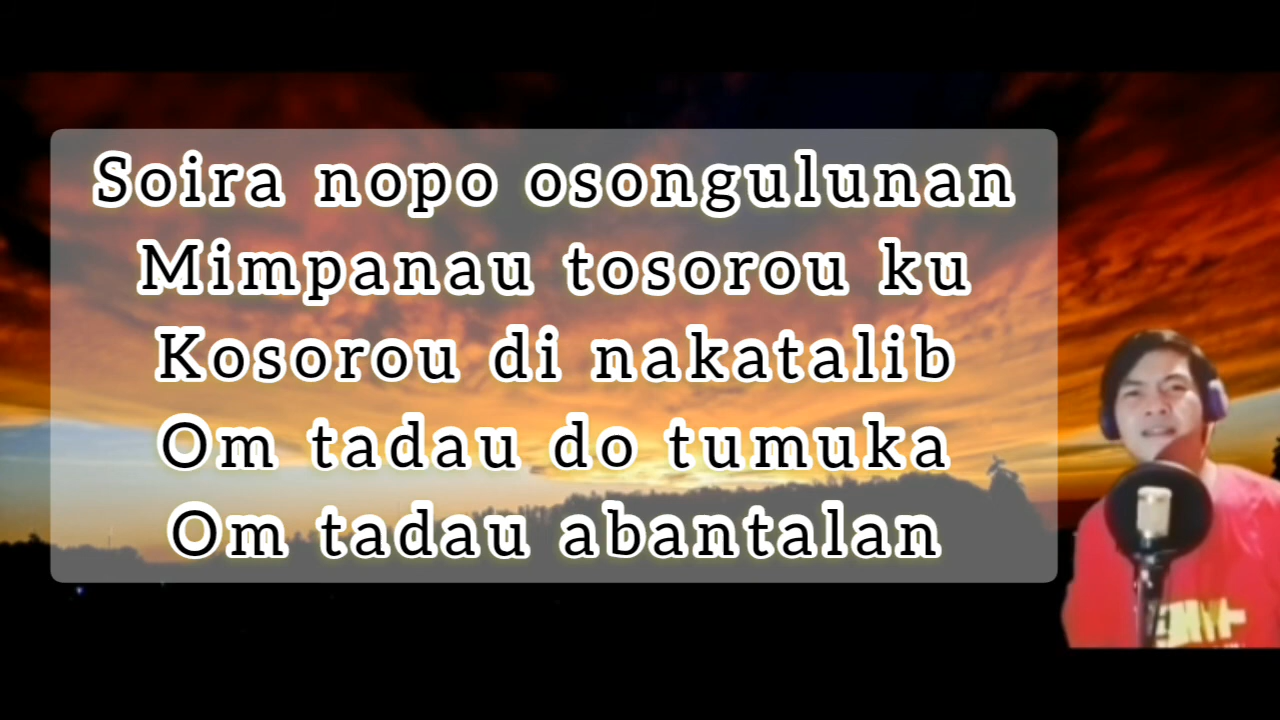 Soira nopo osongulunan
Mimpanau tosorou ku
Kosorou di nakatalib
Om tadau do tumuka
Om tadau abantalan